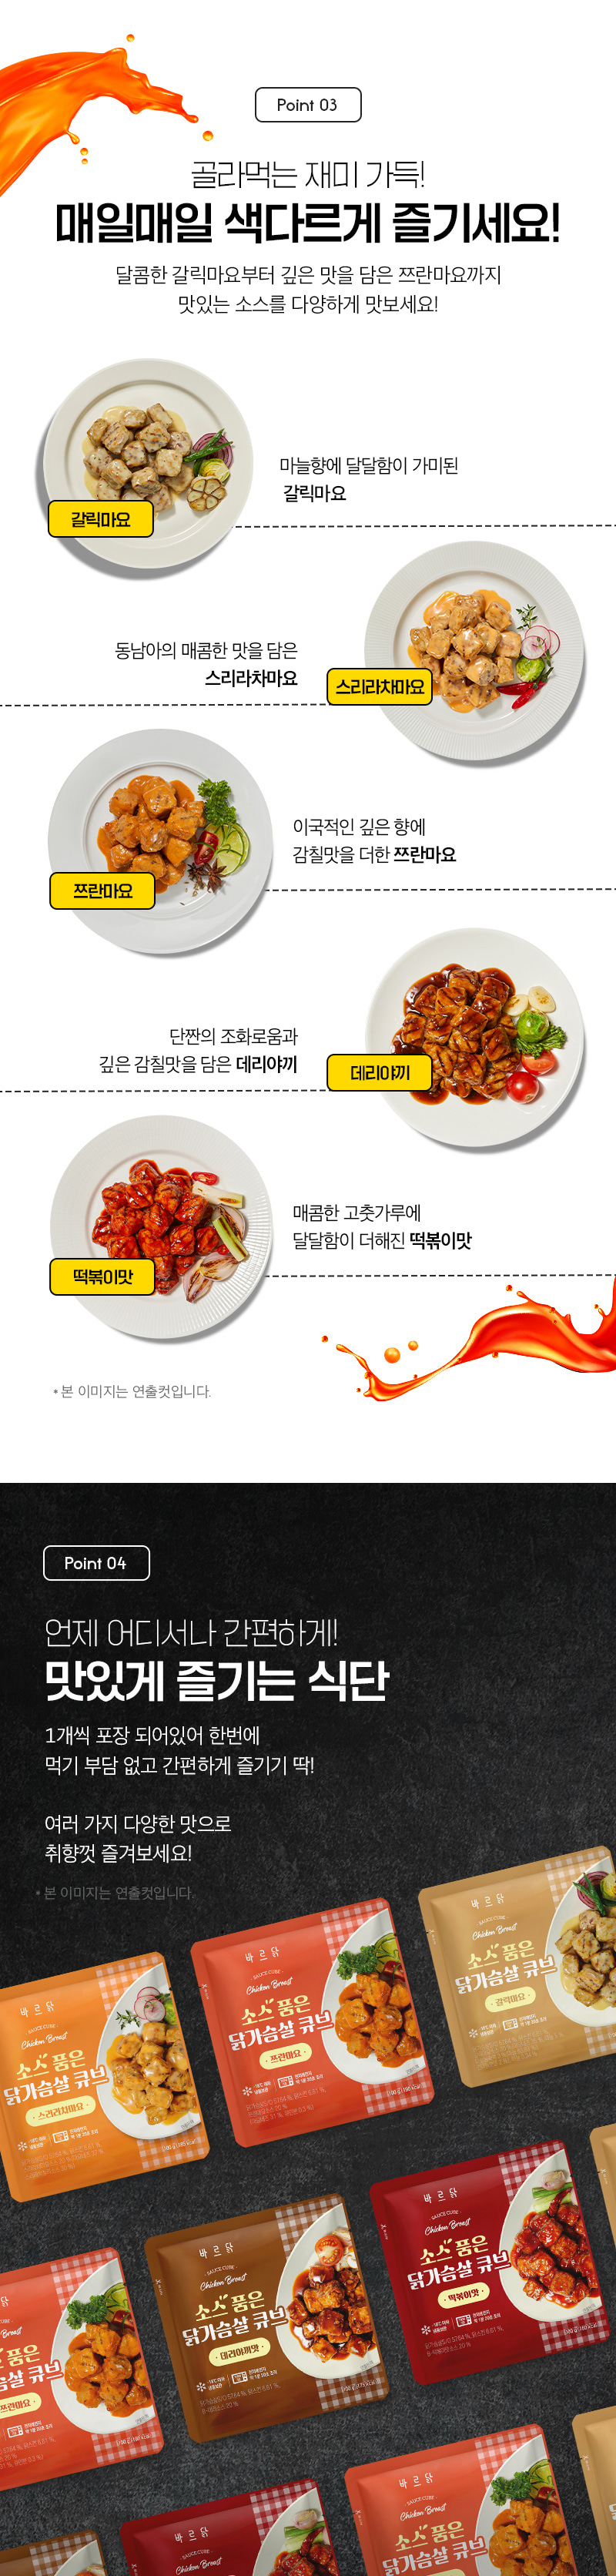 Point 03
골라먹는 재미 가득!
매일매일 색다르게 즐기세요!
달콤한 갈릭마요부터 깊은 맛을 담은 쯔란마요까지
맛있는 소스를 다양하게 맛보세요!
마늘향에 달달함이 가미된
갈릭마요
갈릭마요
동남아의 매콤한 맛을 담은
스리라차마요
스리라차마요
이국적인 깊은 향에
감칠맛을 더한 쯔란마요
쯔란마요
단짠의 조화로움과
깊은 감칠맛을 담은 데리야끼
데리야끼
매콤한 고춧가루에
달달함이 더해진 떡볶이맛
떡볶이맛
* 본 이미지는 연출컷입니다.
Point 04
언제 어디서나 간편하게!
맛있게 즐기는 식단
1개씩 포장 되어있어 한번에
먹기 부담 없고 간편하게 즐기기 딱!
여러 가지 다양한 맛으로
취향껏 즐겨보세요!
* 본 이미지는 연출컷입니다.
바르닭
SAUCE CUBE
Chicken Breast
소스 품은
닭가슴살 큐브
갈릭마요
바르닭
SAUCE CUBE
Chicken Breast
소스 품은
닭가슴살 큐브
쯔란마요
바르닭
SAUCE CUBE
Chicken Breast
소스 품은
닭가슴살 큐브
스리라차마요
바르닭
SAUCE CUBE
Chicken Breast
소스 품은
닭가슴살 큐브
떡볶이맛
바르닭
SAUCE CUBE
Chicken Breast
소스 품은
닭가슴살 큐브
데리야끼맛
Breast
품은
살 큐브
쯔란마요
바르닭
SAUCE CUBE
Chicken Breast
소스 품은
닭가슴살 큐브
바르닭
SAUCE CUBE
Chicken Breast